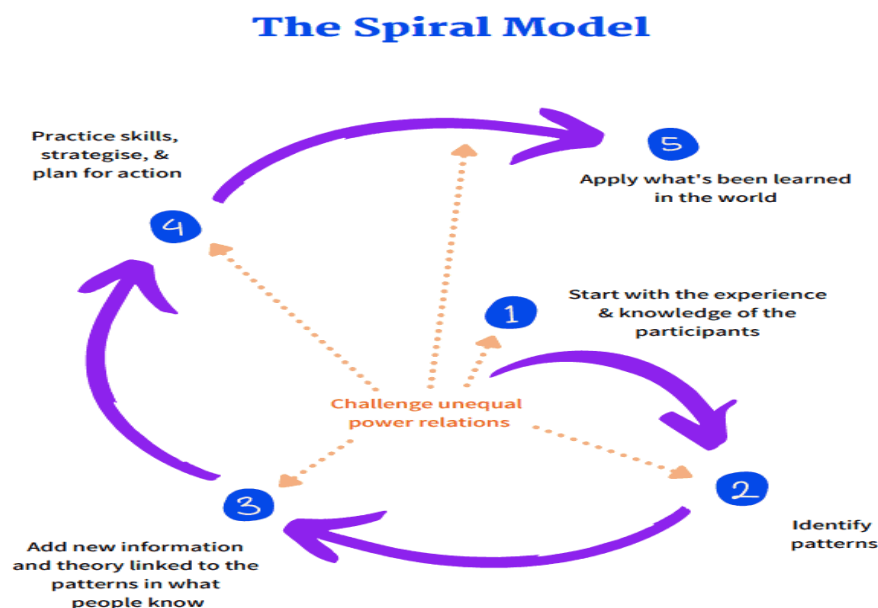 The Spiral Model
Practice skills,
strategise, &
plan for action
4
5
Apply what's been learned
in the world
1
Start with the experience
& knowledge of the
participants
Challenge unequal
power relations
2
Identify
patterns
3
Add new information
and theory linked to the
patterns in what
people know